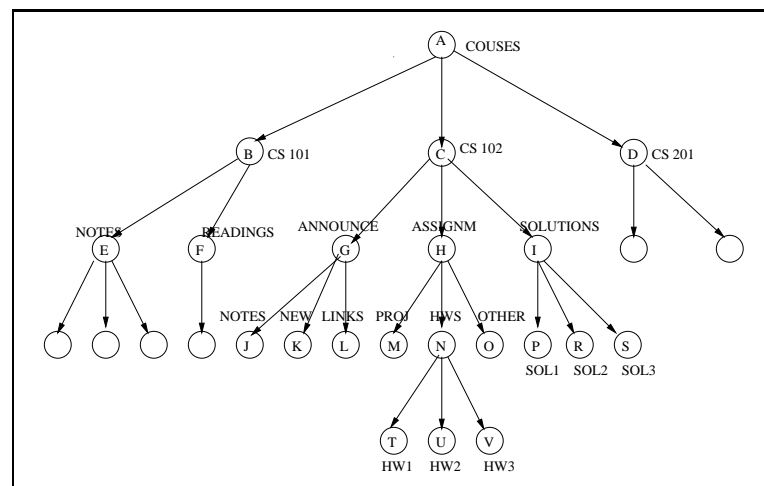 A COUSES
B CS 101 C CS 102 D CS 201
NOTES READINGS ANNOUNCE ASSIGNM SOLUTIONS
E F G H I
NOTES NEW LINKS PROJ HWS OTHER
J K L M N O P R S
SOL1 SOL2 SOL3
T U V
HW1 HW2 HW3